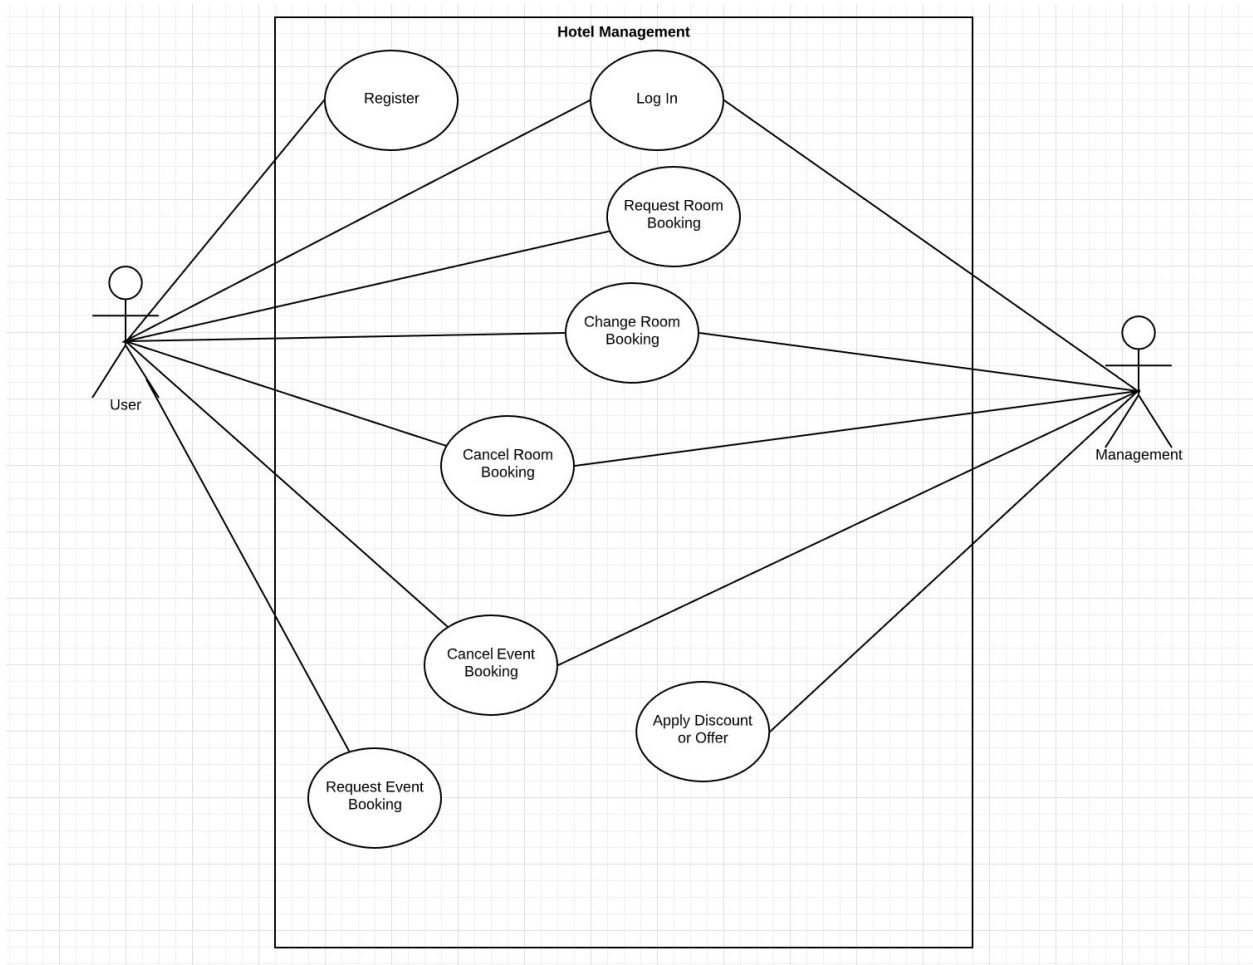 Hotel Management
Register
Log In
Request Room
Booking
Change Room
Booking
User
Management
Cancel Room
Booking
Cancel Event
Booking
Apply Discount
or Offer
Request Event
Booking